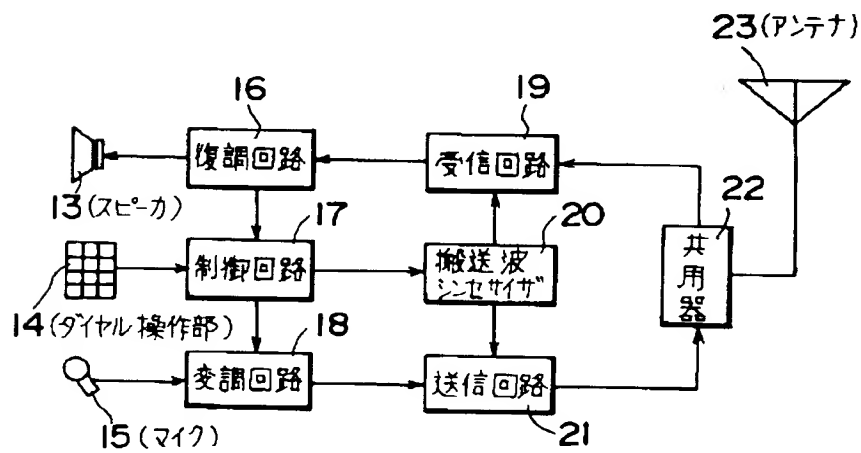 23(アンテナ)
16
19
復調回路
受信回路
22
13(スピーカ)
17
20
共用器
制御回路
搬送波
シンセサイザ
14(ダイヤル操作部)
18
変調回路
送信回路
15(マイク)
21